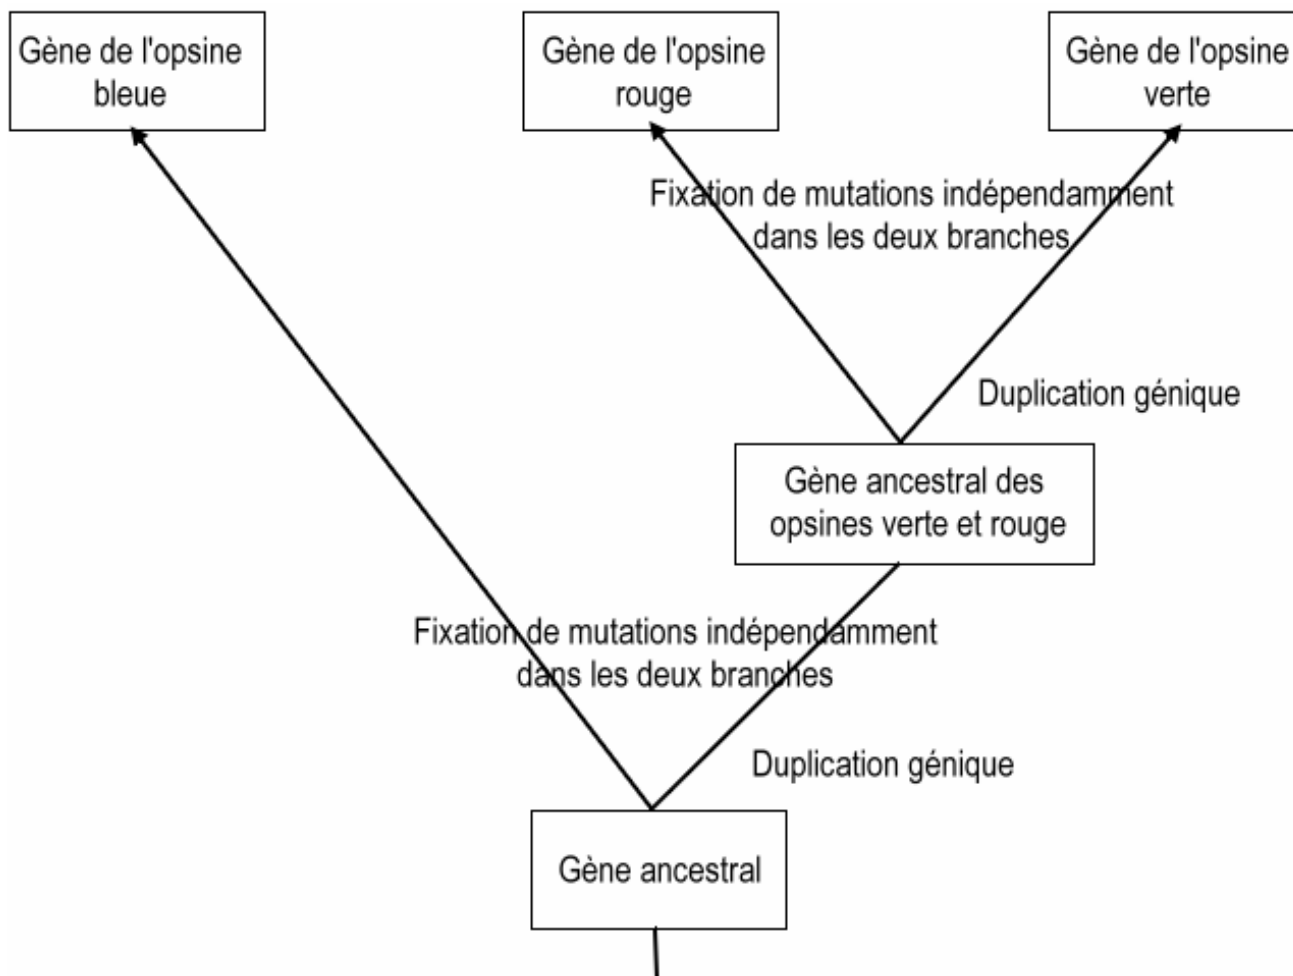 Gène de l'opsine
bleue
Gène de l'opsine
rouge
Gène de l'opsine
verte
Fixation de mutations indépendamment
dans les deux branches
Duplication génique
Gène ancestral des
opsines verte et rouge
Fixation de mutations indépendamment
dans les deux branches
Duplication génique
Gène ancestral